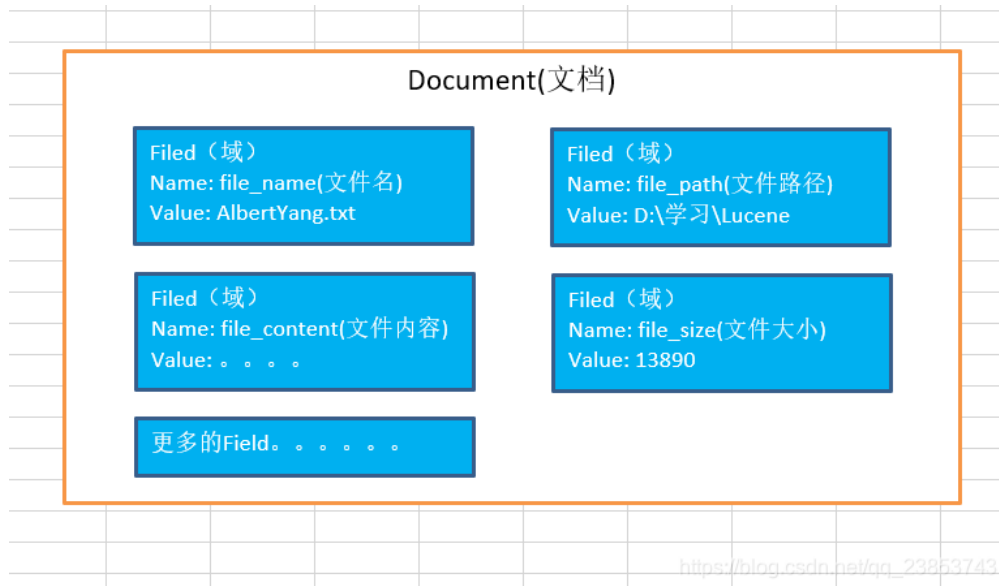 Document(文档)
Filed（域）
Name: file_name(文件名)
Value: AlbertYang.txt
Filed（域）
Name: file_path(文件路径)
Value: D:\学习\Lucene
Filed（域）
Name: file_content(文件内容)
Value: 。。。。
Filed（域）
Name: file_size(文件大小)
Value: 13890
更多的Field。。。。。。
https://blog.csdn.net/qq_23853743